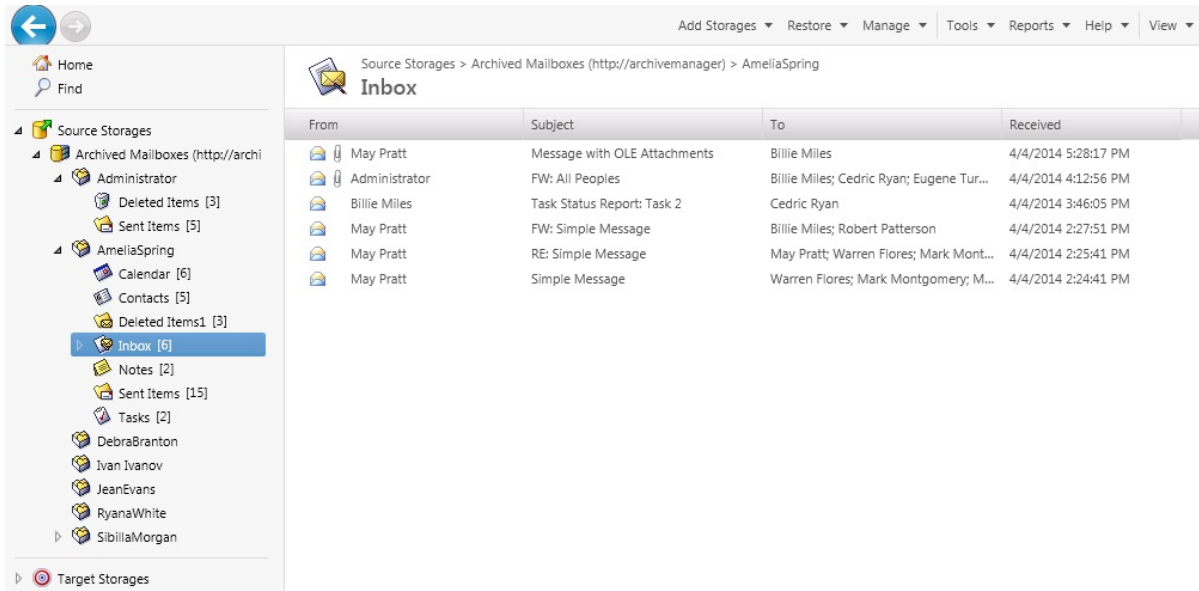 Add Storages Restore Manage Tools Reports Help View
Home
Find
Source Storages
Archived Mailboxes (http://archi
Administrator
Deleted Items [3]
Sent Items [5]
AmeliaSpring
Calendar [6]
Contacts [5]
Deleted Items1 [3]
Inbox [6]
Notes [2]
Sent Items [15]
Tasks [2]
DebraBranton
Ivan Ivanov
JeanEvans
RyanaWhite
SibillaMorgan
Target Storages
Source Storages > Archived Mailboxes (http://archivemanager) > AmeliaSpring
Inbox
From Subject To Received
May Pratt Message with OLE Attachments Billie Miles 4/4/2014 5:28:17 PM
Administrator FW: All Peoples Billie Miles; Cedric Ryan; Eugene Tur... 4/4/2014 4:12:56 PM
Billie Miles Task Status Report: Task 2 Cedric Ryan 4/4/2014 3:46:05 PM
May Pratt FW: Simple Message Billie Miles; Robert Patterson 4/4/2014 2:27:51 PM
May Pratt RE: Simple Message May Pratt; Warren Flores; Mark Mont... 4/4/2014 2:25:41 PM
May Pratt Simple Message Warren Flores; Mark Montgomery; M... 4/4/2014 2:24:41 PM